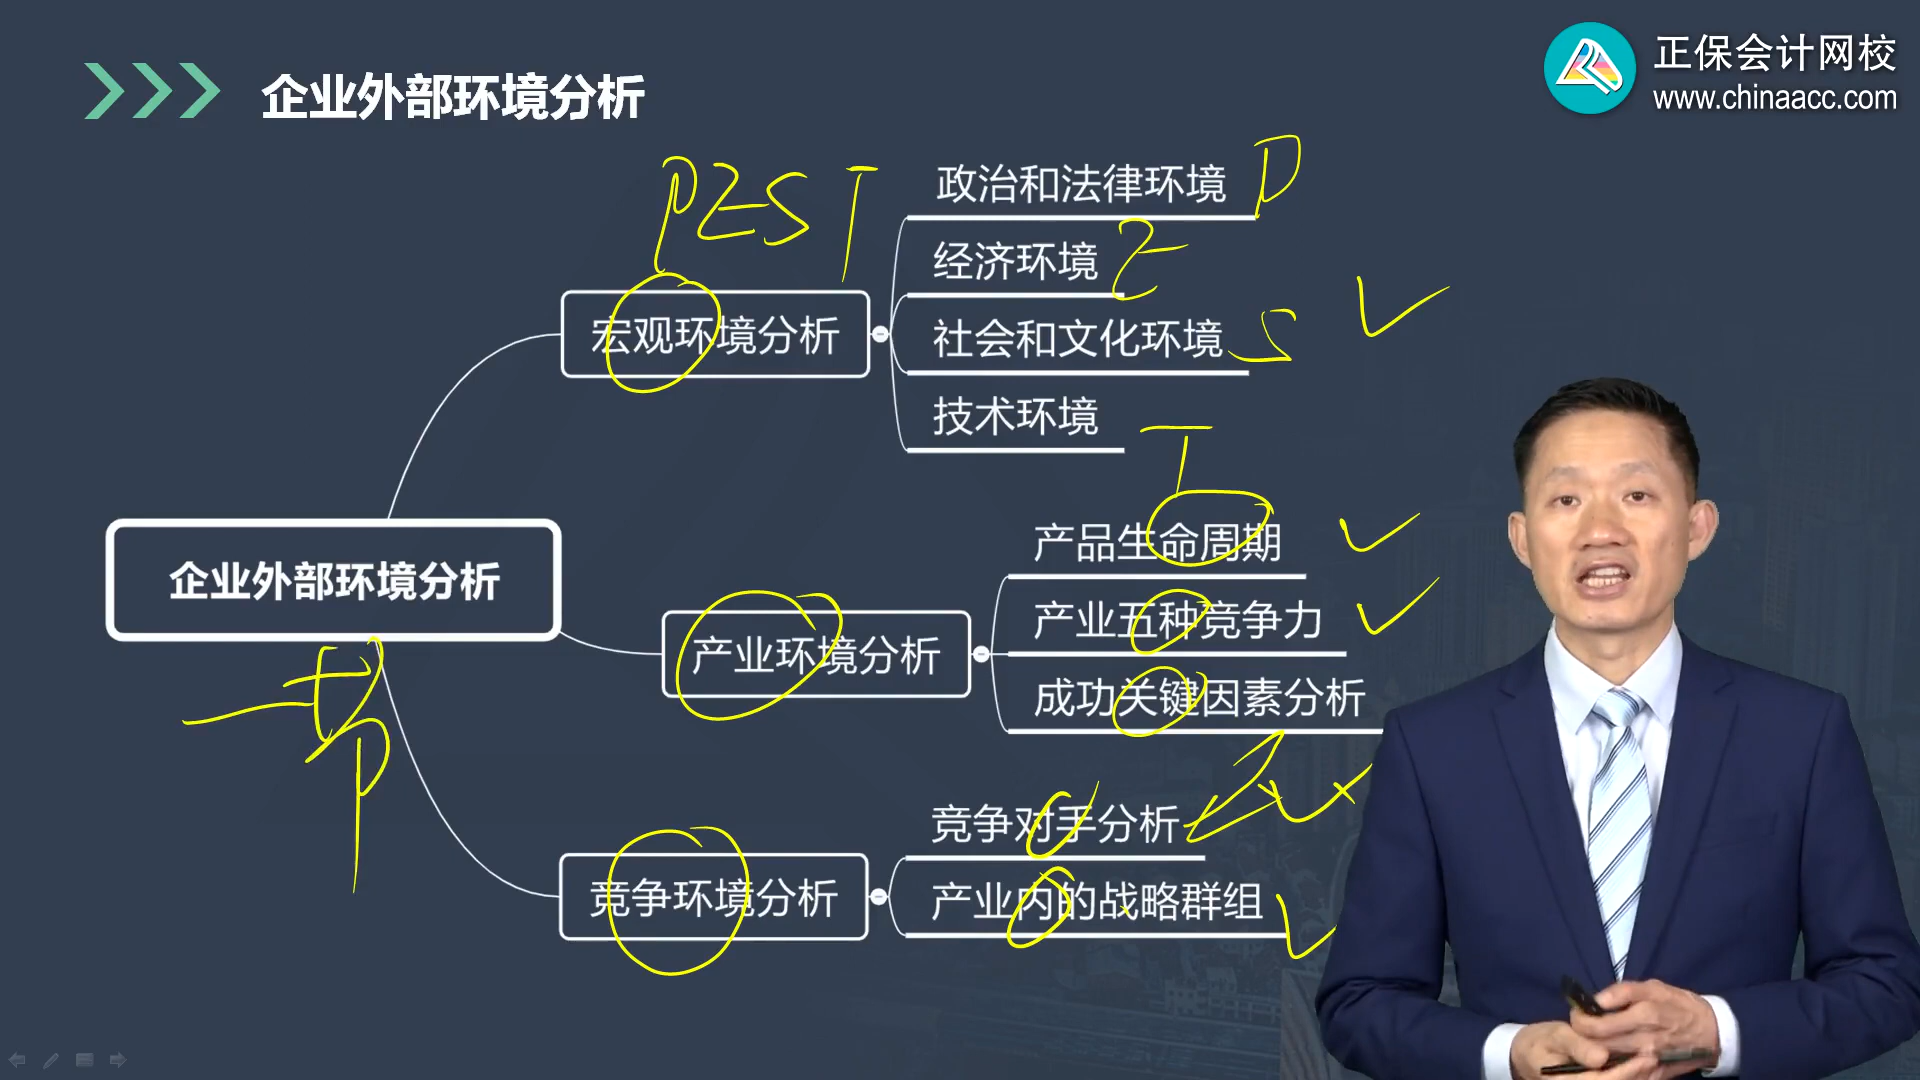 正保会计网校
www.chinaacc.com
企业外部环境分析
PEST
政治和法律环境 P
经济环境 E
社会和文化环境 S
技术环境
T
宏观环境分析
企业外部环境分析
产业环境分析
产品生命周期
产业五种竞争力
成功关键因素分析
竞争环境分析
竞争对手分析
产业内的战略群组